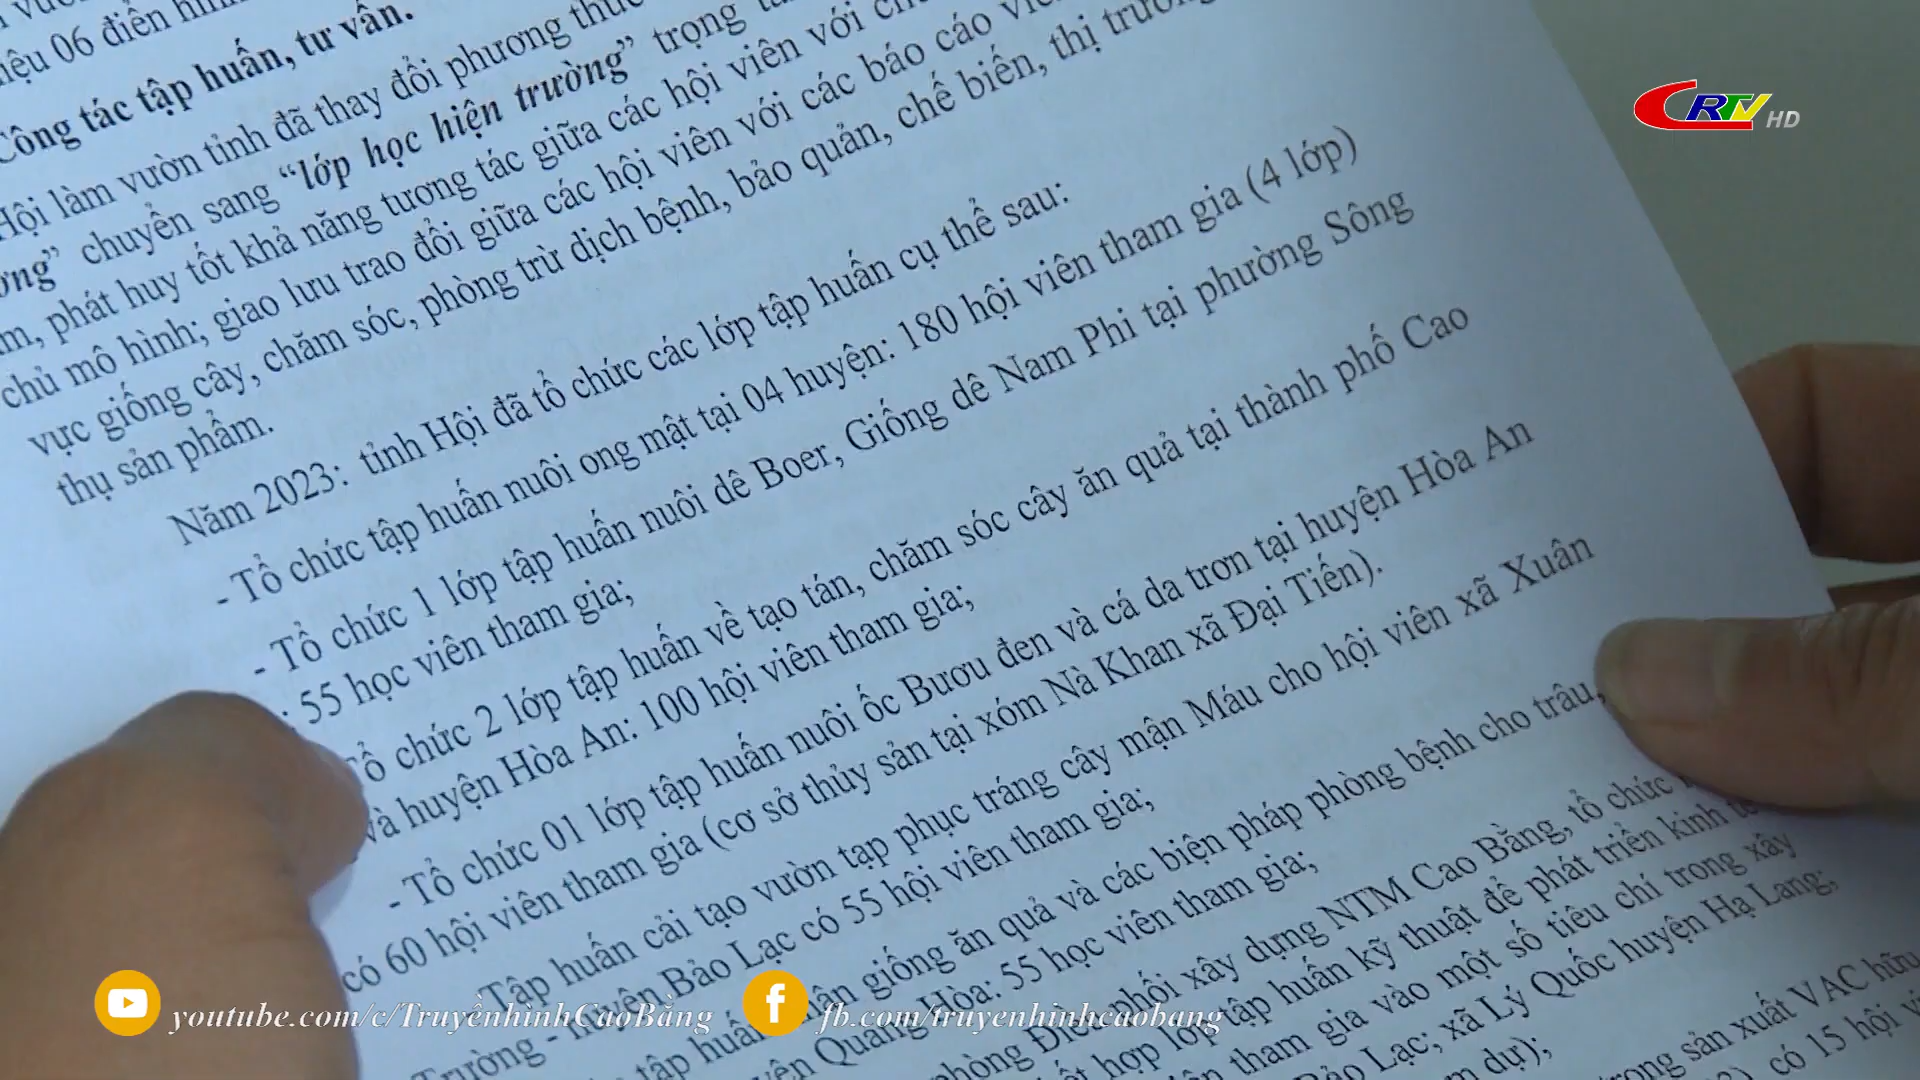 06 điển hình
Công tác tập huấn, tư vấn.
Hội làm vườn tỉnh đã thay đổi phương thức
chuyển sang “lớp học hiện trường” trọng
phát huy tốt khả năng tương tác giữa các hội viên với
chủ mô hình; giao lưu trao đổi giữa các hội viên với các báo cáo
vực giống cây, chăm sóc, phòng trừ dịch bệnh, bảo quản, chế biến, thị trường
thụ sản phẩm.
Năm 2023: tỉnh Hội đã tổ chức các lớp tập huấn cụ thể sau:
- Tổ chức tập huấn nuôi ong mật tại 04 huyện: 180 hội viên tham gia (4 lớp)
- Tổ chức 1 lớp tập huấn nuôi dê Boer, Giống dê Nam Phi tại phường Sông
: 55 học viên tham gia;
Tổ chức 2 lớp tập huấn về tạo tán, chăm sóc cây ăn quả tại thành phố Cao
và huyện Hòa An: 100 hội viên tham gia;
- Tổ chức 01 lớp tập huấn nuôi ốc Bươu đen và cá da trơn tại huyện Hòa An
có 60 hội viên tham gia (cơ sở thủy sản tại xóm Nà Khan xã Đại Tiến).
-Tập huấn cải tạo vườn tạp phục tráng cây mận Máu cho hội viên xã Xuân
Trường - huyện Bảo Lạc có 55 hội viên tham gia;
tập huấn nhân giống ăn quả và các biện pháp phòng bệnh cho trâu,
Quang Hòa: 55 học viên tham gia;
phòng Điều phối xây dựng NTM Cao Bằng, tổ chức
hợp lớp tập huấn kỹ thuật để phát triển kinh tế
tham gia vào một số tiêu chí trong xây
Bảo Lạc; xã Lý Quốc huyện Hạ Lang;
dự);
trong sản xuất VAC hữu
có 15 hội
CRTV HD
youtube.com/c/TruyềnhìnhCaoBằng
fb.com/truyenhinhcaobang